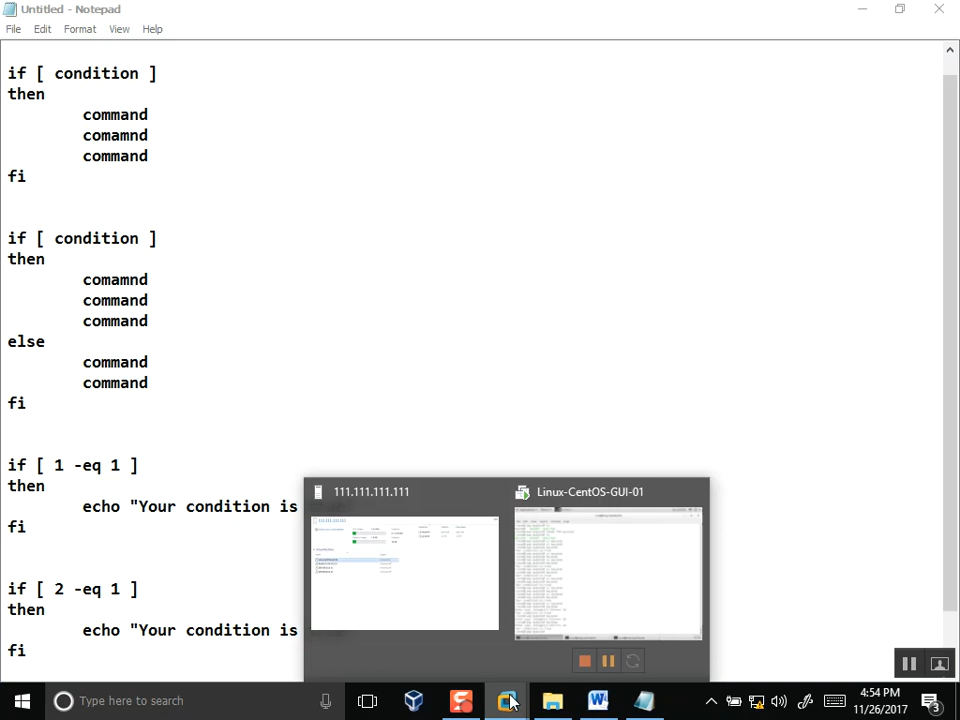 Untitled - Notepad
File Edit Format View Help
if [ condition ]
then
command
comamnd
command
fi
if [ condition ]
then
comamnd
command
command
else
command
command
fi
if [ 1 -eq 1 ]
then
echo "Your condition is
fi
if [ 2 -eq 1 ]
then
echo "Your condition is
fi
111.111.111.111
Linux-CentOS-GUI-01
Type here to search
4:54 PM
11/26/2017
3